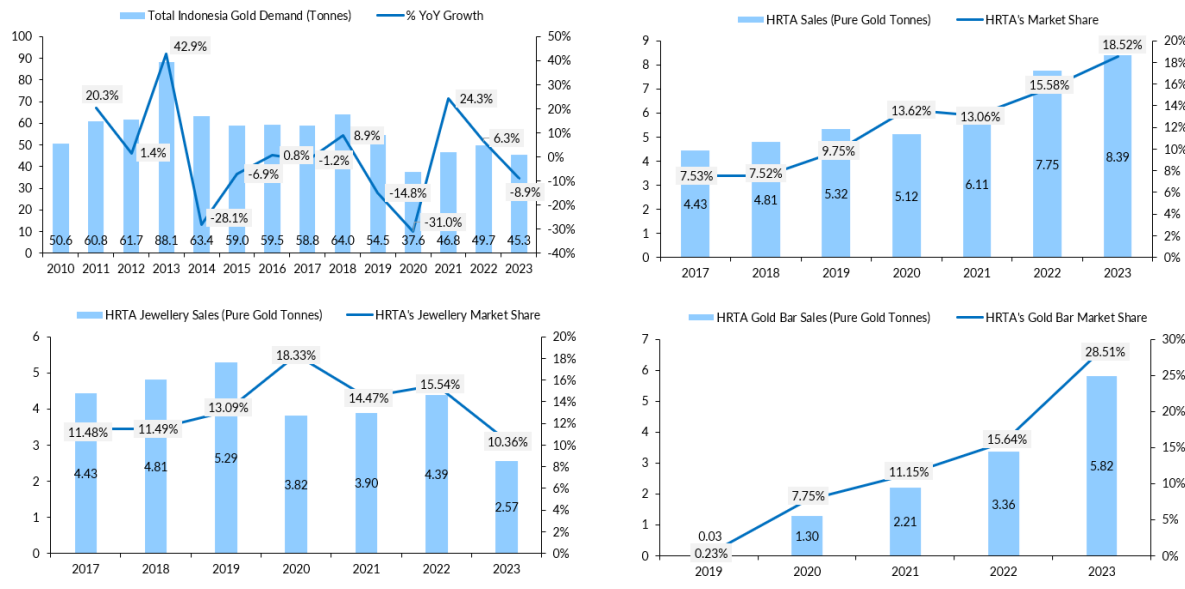 Total Indonesia Gold Demand (Tonnes) % YoY Growth
100 90 80 70 60 50 40 30 20 10 0
50% 40% 30% 20% 10% 0% -10% -20% -30% -40%
20.3% 1.4% 42.9% -28.1% -6.9% 0.8% -1.2% 8.9% -14.8% -31.0% 24.3% 6.3% -8.9%
50.6 60.8 61.7 88.1 63.4 59.0 59.5 58.8 64.0 54.5 37.6 46.8 49.7 45.3
2010 2011 2012 2013 2014 2015 2016 2017 2018 2019 2020 2021 2022 2023
HRTA Sales (Pure Gold Tonnes) HRTA's Market Share
9 8 7 6 5 4 3 2 1 0
20% 18% 16% 14% 12% 10% 8% 6% 4% 2% 0%
7.53% 7.52% 9.75% 13.62% 13.06% 15.58% 18.52%
4.43 4.81 5.32 5.12 6.11 7.75 8.39
2017 2018 2019 2020 2021 2022 2023
HRTA Jewellery Sales (Pure Gold Tonnes) HRTA's Jewellery Market Share
6 5 4 3 2 1 0
20% 18% 16% 14% 12% 10% 8% 6% 4% 2% 0%
11.48% 11.49% 13.09% 18.33% 14.47% 15.54% 10.36%
4.43 4.81 5.29 3.82 3.90 4.39 2.57
2017 2018 2019 2020 2021 2022 2023
HRTA Gold Bar Sales (Pure Gold Tonnes) HRTA's Gold Bar Market Share
7 6 5 4 3 2 1 0
30% 25% 20% 15% 10% 5% 0%
0.23% 7.75% 11.15% 15.64% 28.51%
0.03 1.30 2.21 3.36 5.82
2019 2020 2021 2022 2023